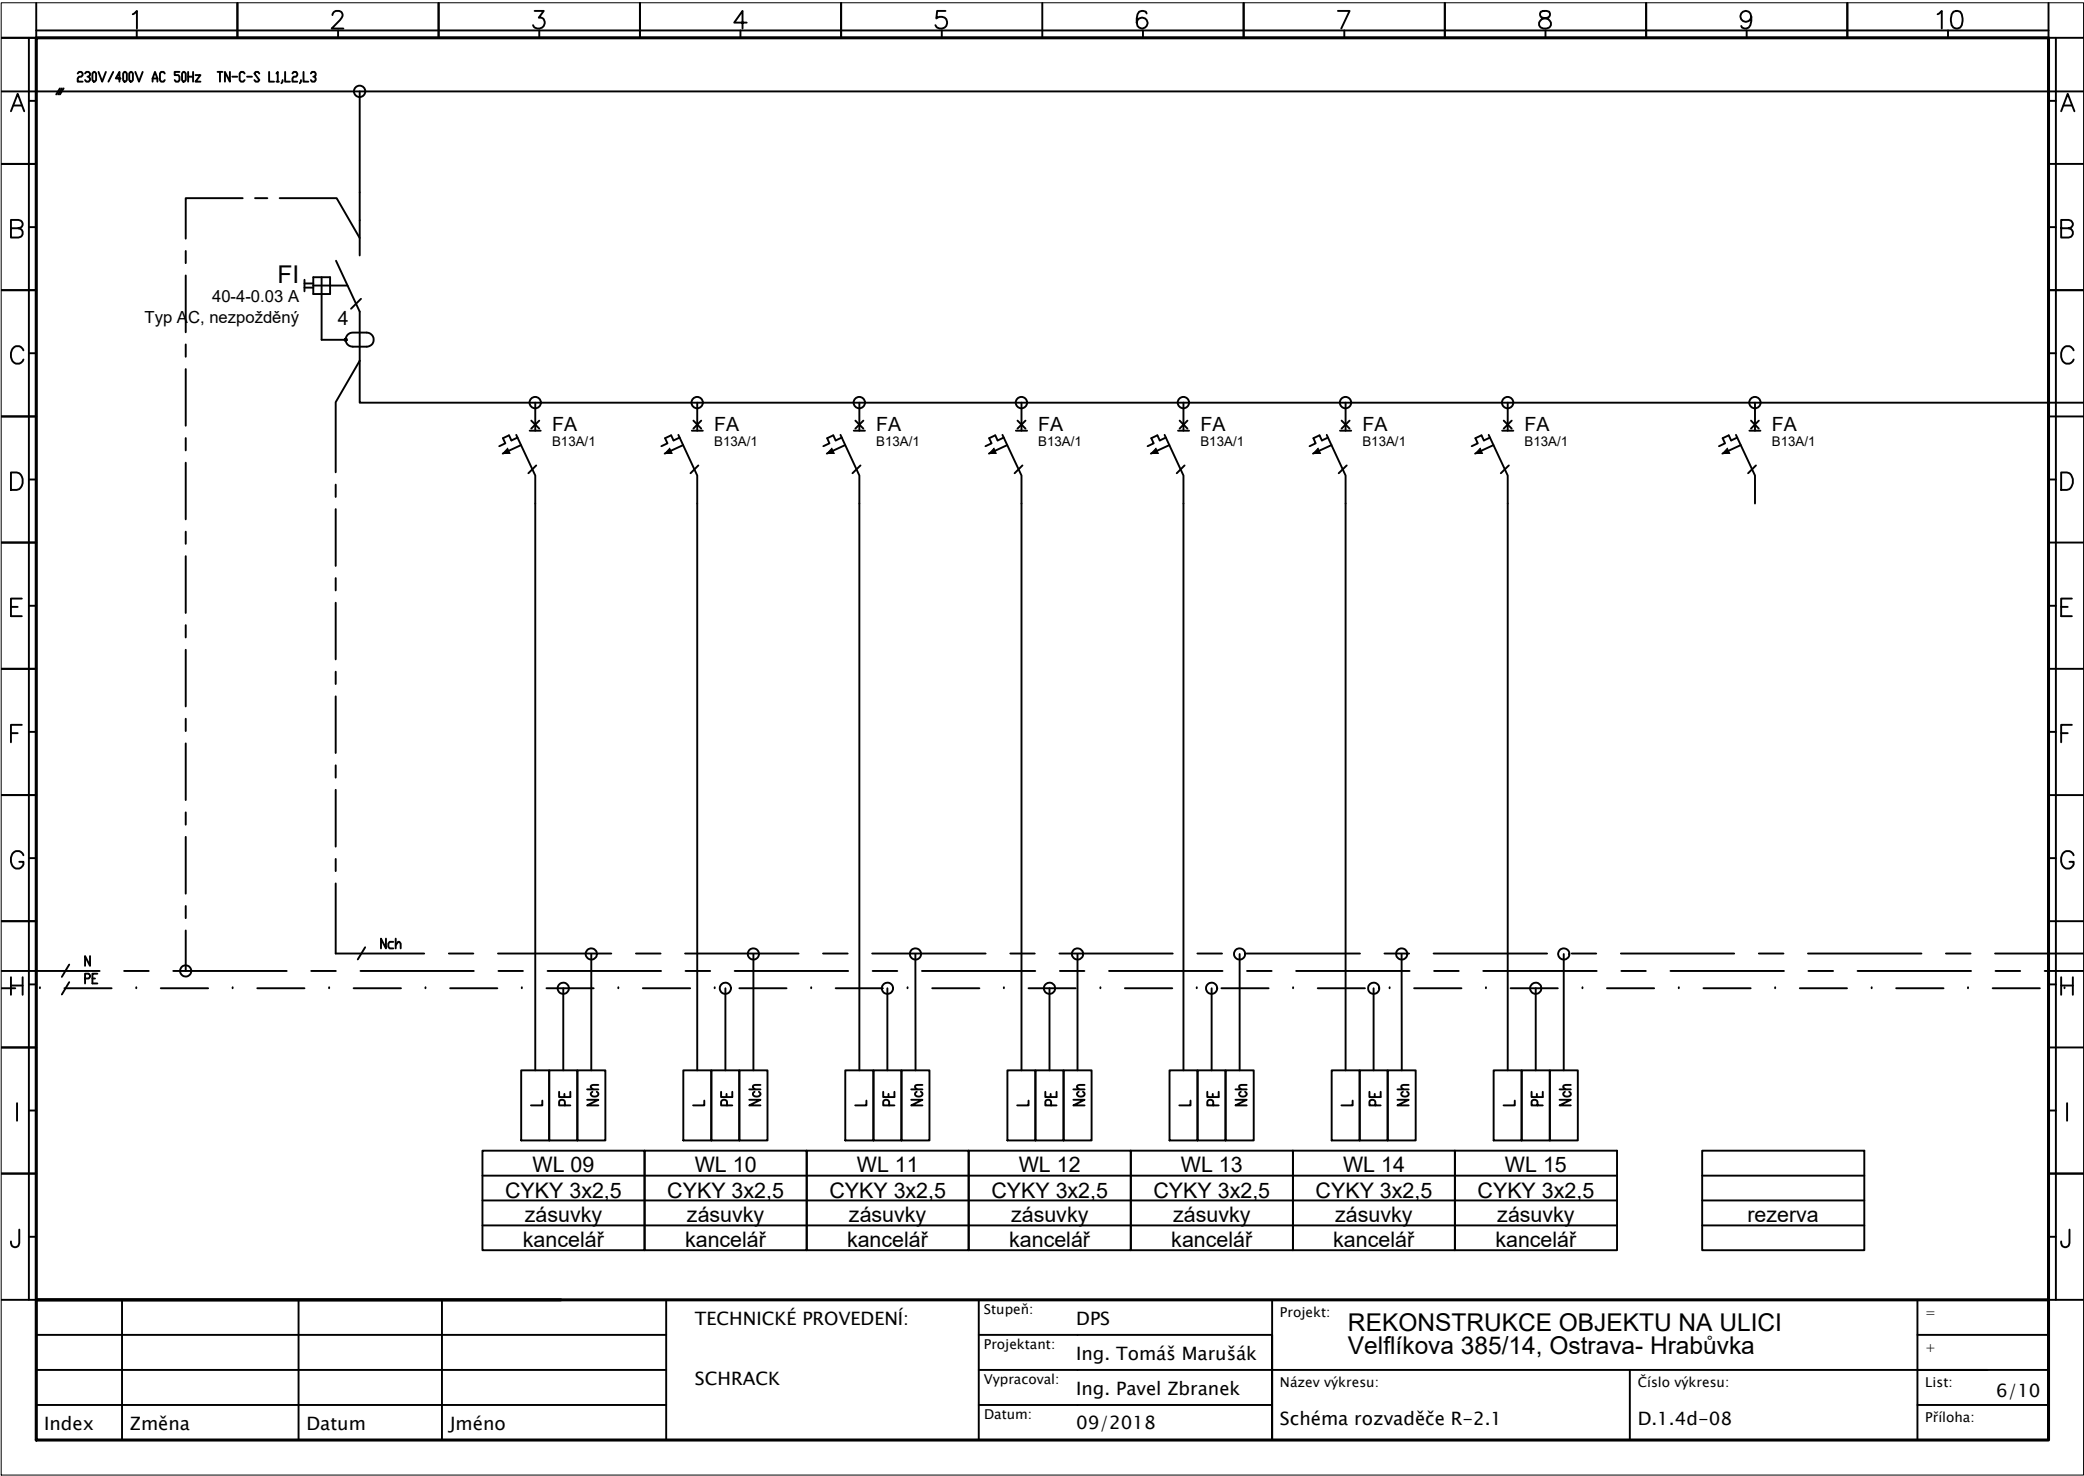 1 2 3 4 5 6 7 8 9 10
230V/400V AC 50Hz TN-C-S L1,L2,L3
A A
B B
FI
40-4-0.03 A
Typ AC, nezpožděný 4
C C
FA FA FA FA FA FA FA FA
B13A/1 B13A/1 B13A/1 B13A/1 B13A/1 B13A/1 B13A/1 B13A/1
D D
E E
F F
G G
Nch
N
PE
H H
L PE Nch L PE Nch L PE Nch L PE Nch L PE Nch L PE Nch L PE Nch
I I
WL 09 WL 10 WL 11 WL 12 WL 13 WL 14 WL 15
CYKY 3x2,5 CYKY 3x2,5 CYKY 3x2,5 CYKY 3x2,5 CYKY 3x2,5 CYKY 3x2,5 CYKY 3x2,5
zásuvky zásuvky zásuvky zásuvky zásuvky zásuvky zásuvky rezerva
kancelář kancelář kancelář kancelář kancelář kancelář kancelář
J J
Index Změna Datum Jméno
TECHNICKÉ PROVEDENÍ:
SCHRACK
Stupeň: DPS
Projektant: Ing. Tomáš Marušák
Vypracoval: Ing. Pavel Zbranek
Datum: 09/2018
Projekt: REKONSTRUKCE OBJEKTU NA ULICI
Velflíkova 385/14, Ostrava- Hrabůvka
Název výkresu:
Schéma rozvaděče R-2.1
Číslo výkresu:
D.1.4d-08
=
+
List: 6/10
Příloha: